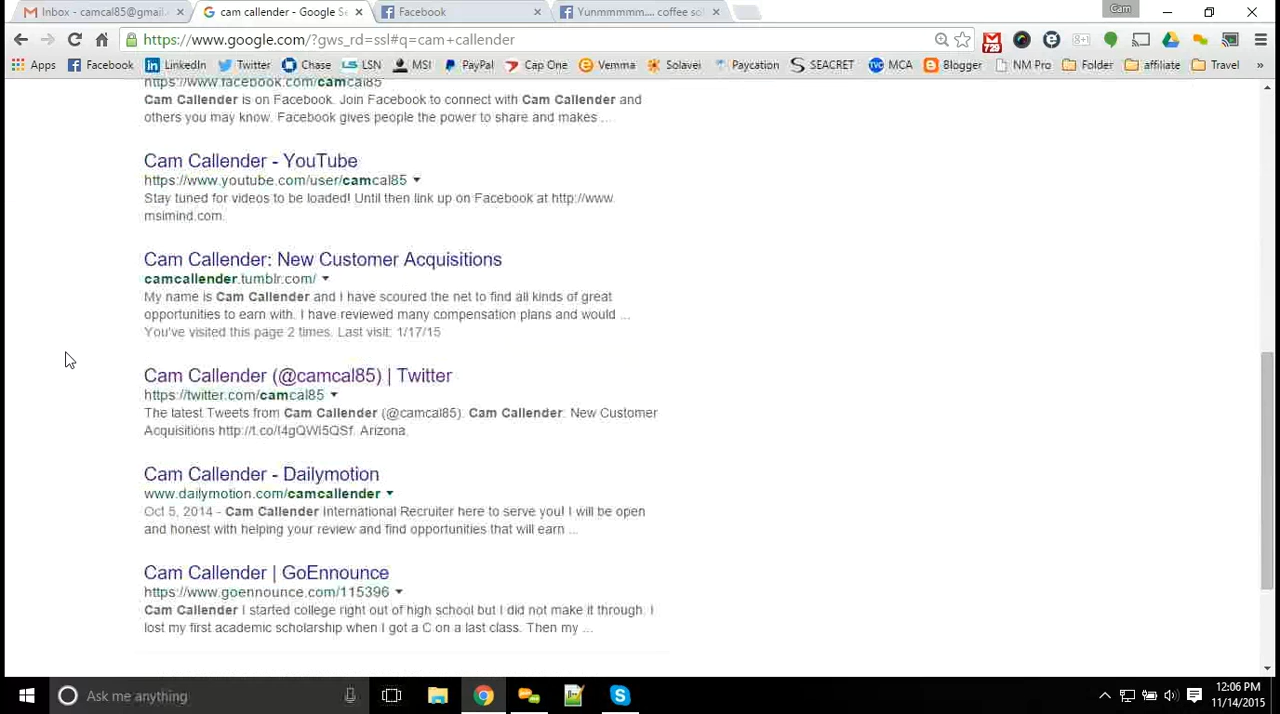 Inbox - camcal85@gmail
cam callender - Google Se
Facebook
Yunmmmmm.... coffee so
Cam
https://www.google.com/?gws_rd=ssl#q=cam+callender
729
Apps
Facebook
LinkedIn
Twitter
Chase
LSN
MSI
PayPal
Cap One
Vemma
Solavei
Paycation
SEACRET
TVC MCA
Blogger
NM Pro
Folder
affiliate
Travel
»
https://www.facebook.com/camcal85
Cam Callender is on Facebook. Join Facebook to connect with Cam Callender and
others you may know. Facebook gives people the power to share and makes ...
Cam Callender - YouTube
https://www.youtube.com/user/camcal85
Stay tuned for videos to be loaded! Until then link up on Facebook at http://www.
msimind.com.
Cam Callender: New Customer Acquisitions
camcallender.tumblr.com/
My name is Cam Callender and I have scoured the net to find all kinds of great
opportunities to earn with. I have reviewed many compensation plans and would ...
You've visited this page 2 times. Last visit: 1/17/15
Cam Callender (@camcal85) | Twitter
https://twitter.com/camcal85
The latest Tweets from Cam Callender (@camcal85). Cam Callender: New Customer
Acquisitions http://t.co/I4gQWi5QSf. Arizona.
Cam Callender - Dailymotion
www.dailymotion.com/camcallender
Oct 5, 2014 - Cam Callender International Recruiter here to serve you! I will be open
and honest with helping your review and find opportunities that will earn ...
Cam Callender | GoEnnounce
https://www.goennounce.com/115396
Cam Callender I started college right out of high school but I did not make it through. I
lost my first academic scholarship when I got a C on a last class. Then my ...
Ask me anything
12:06 PM
11/14/2015